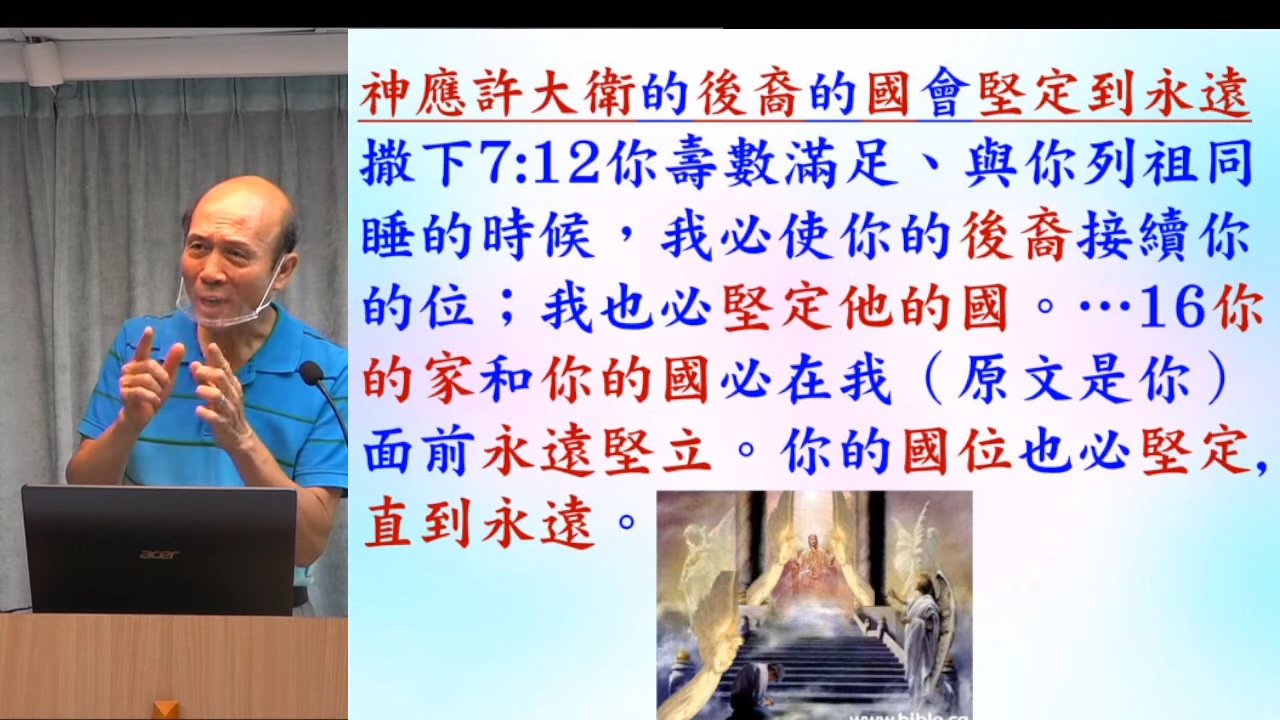 神應許大衛的後裔的國會堅定到永遠
撒下7:12你壽數滿足、與你列祖同
睡的時候，我必使你的後裔接續你
的位；我也必堅定他的國。…16你
的家和你的國必在我（原文是你）
面前永遠堅立。你的國位也必堅定,
直到永遠。
acer